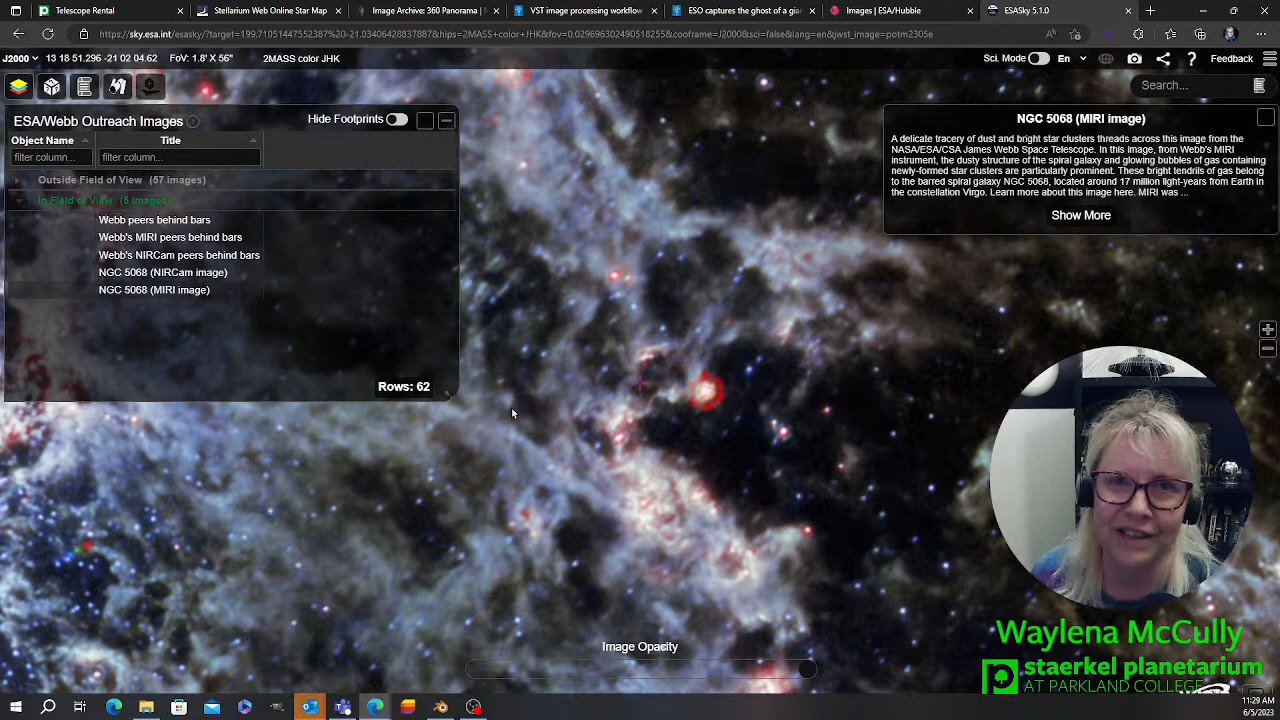 Telescope Rental
Stellarium Web Online Star Map
Image Archives 360 Panorama |
VST image processing workflow
ESO captures the ghost of a gian
Images | ESA/Hubble
ESASky 5.1.0
https://sky.esa.int/esasky/?target=199.71051447552387%20-21.03406428837887&hips=2MASS+color+JHK&fov=0.029696302490518255&cooframe=J2000&sci=false&lang=en&jwst_image=potm2305e
J2000 13 18 51.296 -21 02 04.62 FoV: 1.8' X 56" 2MASS color JHK
Sci. Mode En ? Feedback
Search...
ESA/Webb Outreach Images
Hide Footprints
Object Name Title
filter column... filter column...
Outside Field of View (57 images)
In Field of View (5 images)
Webb peers behind bars
Webb's MIRI peers behind bars
Webb's NIRCam peers behind bars
NGC 5068 (NIRCam image)
NGC 5068 (MIRI image)
Rows: 62
NGC 5068 (MIRI image)
A delicate tracery of dust and bright star clusters threads across this image from the
NASA/ESA/CSA James Webb Space Telescope. In this image, from Webb's MIRI
instrument, the dusty structure of the spiral galaxy and glowing bubbles of gas containing
newly-formed star clusters are particularly prominent. These bright tendrils of gas belong
to the barred spiral galaxy NGC 5068, located around 17 million light-years from Earth in
the constellation Virgo. Learn more about this image here. MIRI was ...
Show More
Image Opacity
Waylena McCully
staerkel planetarium
AT PARKLAND COLLEGE
11:29 AM
6/5/2023